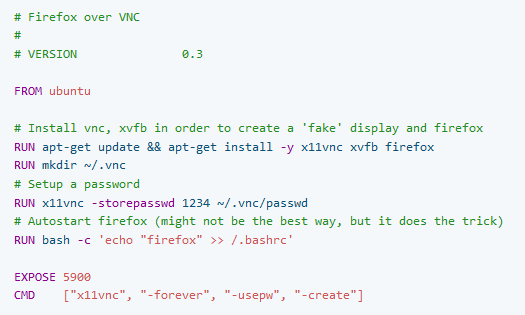 # Firefox over VNC
#
# VERSION               0.3
FROM ubuntu
# Install vnc, xvfb in order to create a 'fake' display and firefox
RUN apt-get update && apt-get install -y x11vnc xvfb firefox
RUN mkdir ~/.vnc
# Setup a password
RUN x11vnc -storepasswd 1234 ~/.vnc/passwd
# Autostart firefox (might not be the best way, but it does the trick)
RUN bash -c 'echo "firefox" >> /.bashrc'
EXPOSE 5900
CMD    ["x11vnc", "-forever", "-usepw", "-create"]